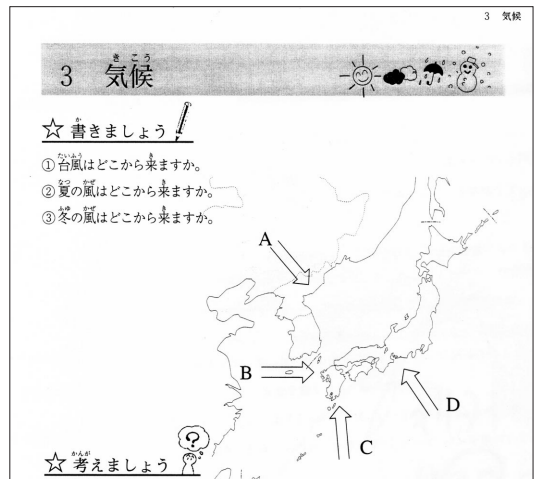 3 気候
きこう
3 気候
か
☆ 書きましょう
たいふう き
①台風はどこから来ますか。
なつ かぜ き
②夏の風はどこから来ますか。
ふゆ かぜ き
③冬の風はどこから来ますか。
A
B
D
C
?
かんが
☆ 考えましょう